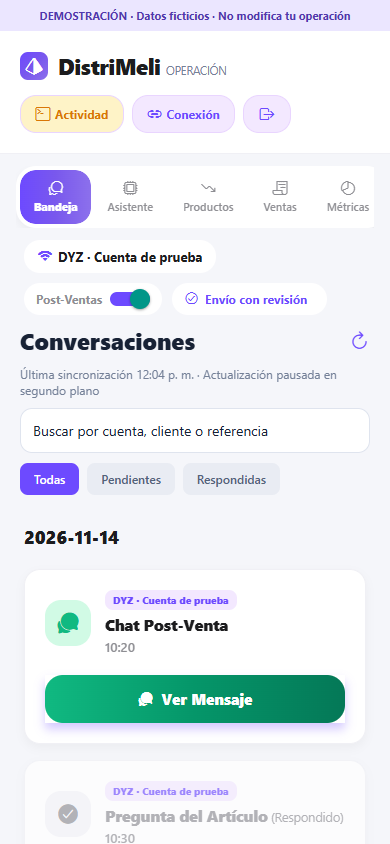 DEMOSTRACIÓN · Datos ficticios · No modifica tu operación
DistriMeli OPERACIÓN
Actividad
Conexión
Bandeja
Asistente
Productos
Ventas
Métricas
DYZ · Cuenta de prueba
Post-Ventas
Envío con revisión
Conversaciones
Última sincronización 12:04 p. m. · Actualización pausada en
segundo plano
Buscar por cuenta, cliente o referencia
Todas
Pendientes
Respondidas
2026-11-14
DYZ · Cuenta de prueba
Chat Post-Venta
10:20
Ver Mensaje
DYZ · Cuenta de prueba
Pregunta del Artículo (Respondido)
10:30